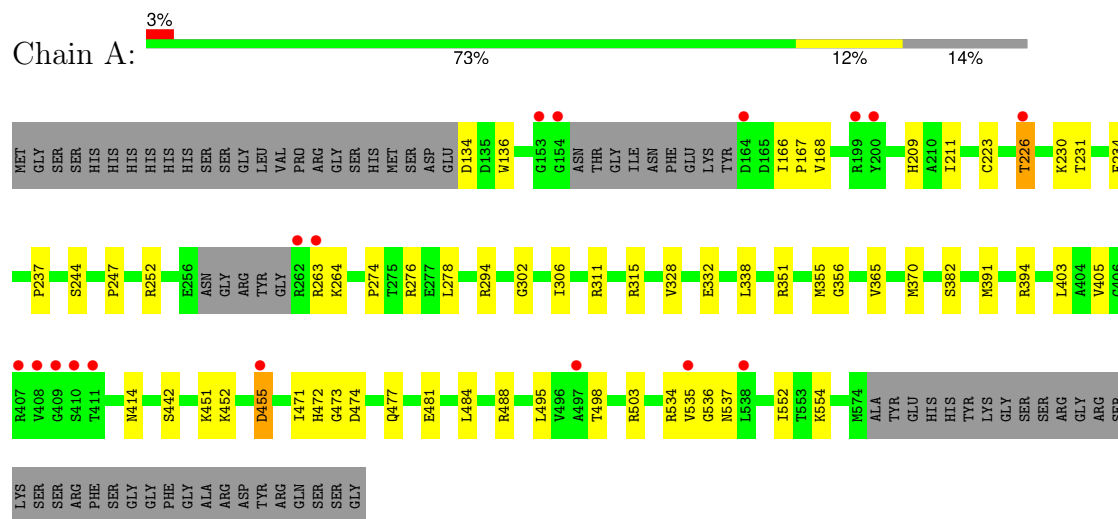 3%
Chain A:
73% 12% 14%
MET GLY SER SER HIS HIS HIS HIS HIS HIS SER SER GLY LEU VAL PRO ARG GLY SER HIS MET SER ASP GLU D134 D135 W136 G153 G154 ASN THR GLY ILE ASN PHE GLU LYS TYR D164 D165 I166 P167 V168 R199 Y200 H209 A210 I211 C223 T226 K230 T231
P237 S244 P247 R252 E256 ASN GLY ARG TYR GLY R262 R263 K264 P274 T275 R276 E277 L278 R294 G302 I306 R311 R315 V328 E332 L338 R351 M355 G356 V365 M370 S382 M391 R394 L403 A404 V405
R407 V408 G409 S410 T411 N414 S442 K451 K452 D455 I471 H472 G473 D474 Q477 E481 L484 R488 L495 V496 A497 T498 R503 R534 V535 G536 N537 L538 I552 T553 K554 M574 ALA TYR GLU HIS HIS TYR LYS GLY SER SER ARG GLY ARG
LYS SER SER ARG PHE SER GLY GLY PHE GLY ALA ARG ASP TYR ARG GLN SER SER GLY